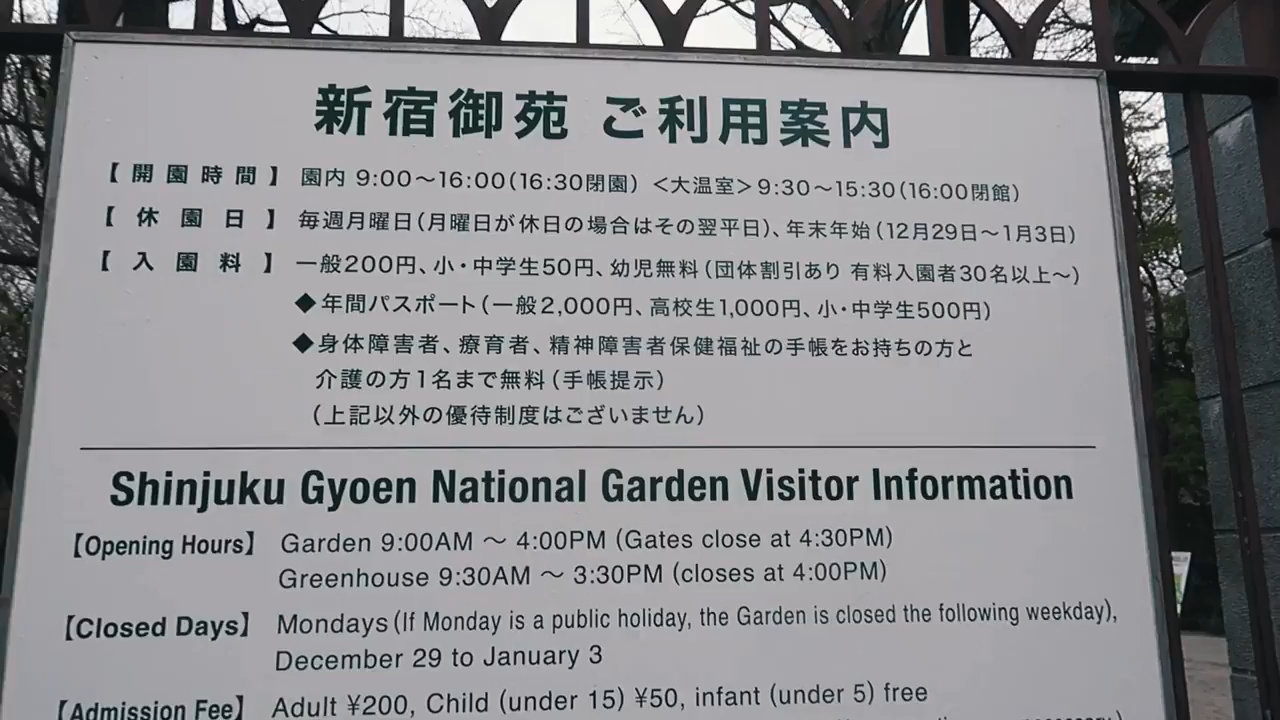 新宿御苑 ご利用案内
【開園時間】 園内 9:00〜16:00(16:30閉園) <大温室>9:30〜15:30(16:00閉館)
【休園日】 毎週月曜日(月曜日が休日の場合はその翌平日)、年末年始(12月29日〜1月3日)
【入園料】 一般200円、小・中学生50円、幼児無料(団体割引あり 有料入園者30名以上〜)
◆年間パスポート(一般2,000円、高校生1,000円、小・中学生500円)
◆身体障害者、療育者、精神障害者保健福祉の手帳をお持ちの方と
介護の方1名まで無料(手帳提示)
(上記以外の優待制度はございません)
Shinjuku Gyoen National Garden Visitor Information
【Opening Hours】 Garden 9:00AM 〜 4:00PM (Gates close at 4:30PM)
Greenhouse 9:30AM 〜 3:30PM (closes at 4:00PM)
【Closed Days】 Mondays (If Monday is a public holiday, the Garden is closed the following weekday),
December 29 to January 3
【Admission Fee】 Adult ¥200, Child (under 15) ¥50, infant (under 5) free